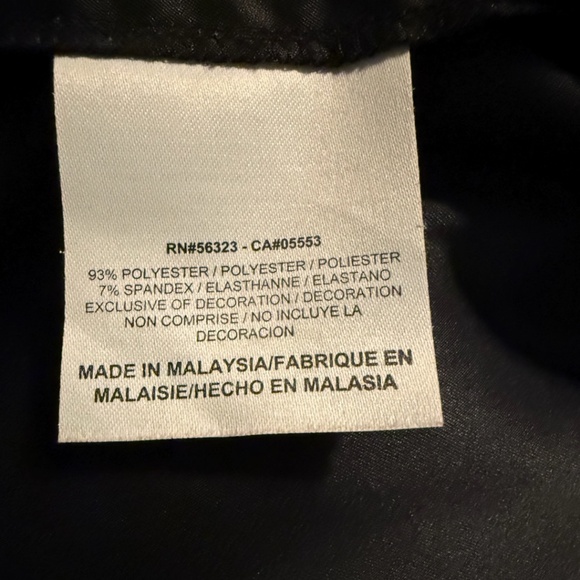 RN#56323 - CA#05553
93% POLYESTER / POLYESTER / POLIESTER
7% SPANDEX / ELASTHANNE / ELASTANO
EXCLUSIVE OF DECORATION / DECORATION
NON COMPRISE / NO INCLUYE LA
DECORACION
MADE IN MALAYSIA/FABRIQUE EN
MALAISIE/HECHO EN MALASIA